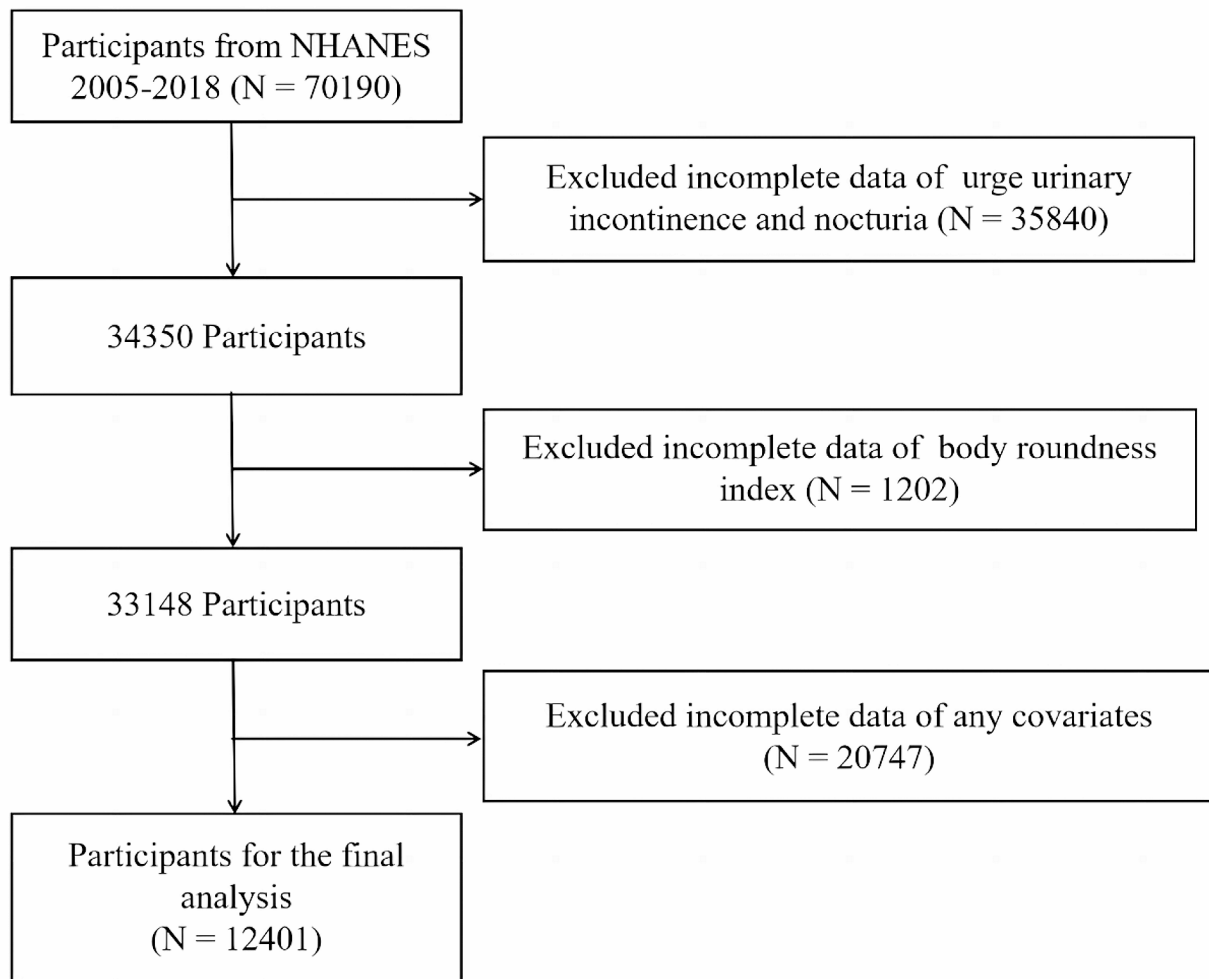 Participants from NHANES
2005-2018 (N = 70190)
Excluded incomplete data of urge urinary
incontinence and nocturia (N = 35840)
34350 Participants
Excluded incomplete data of body roundness
index (N = 1202)
33148 Participants
Excluded incomplete data of any covariates
(N = 20747)
Participants for the final
analysis
(N = 12401)